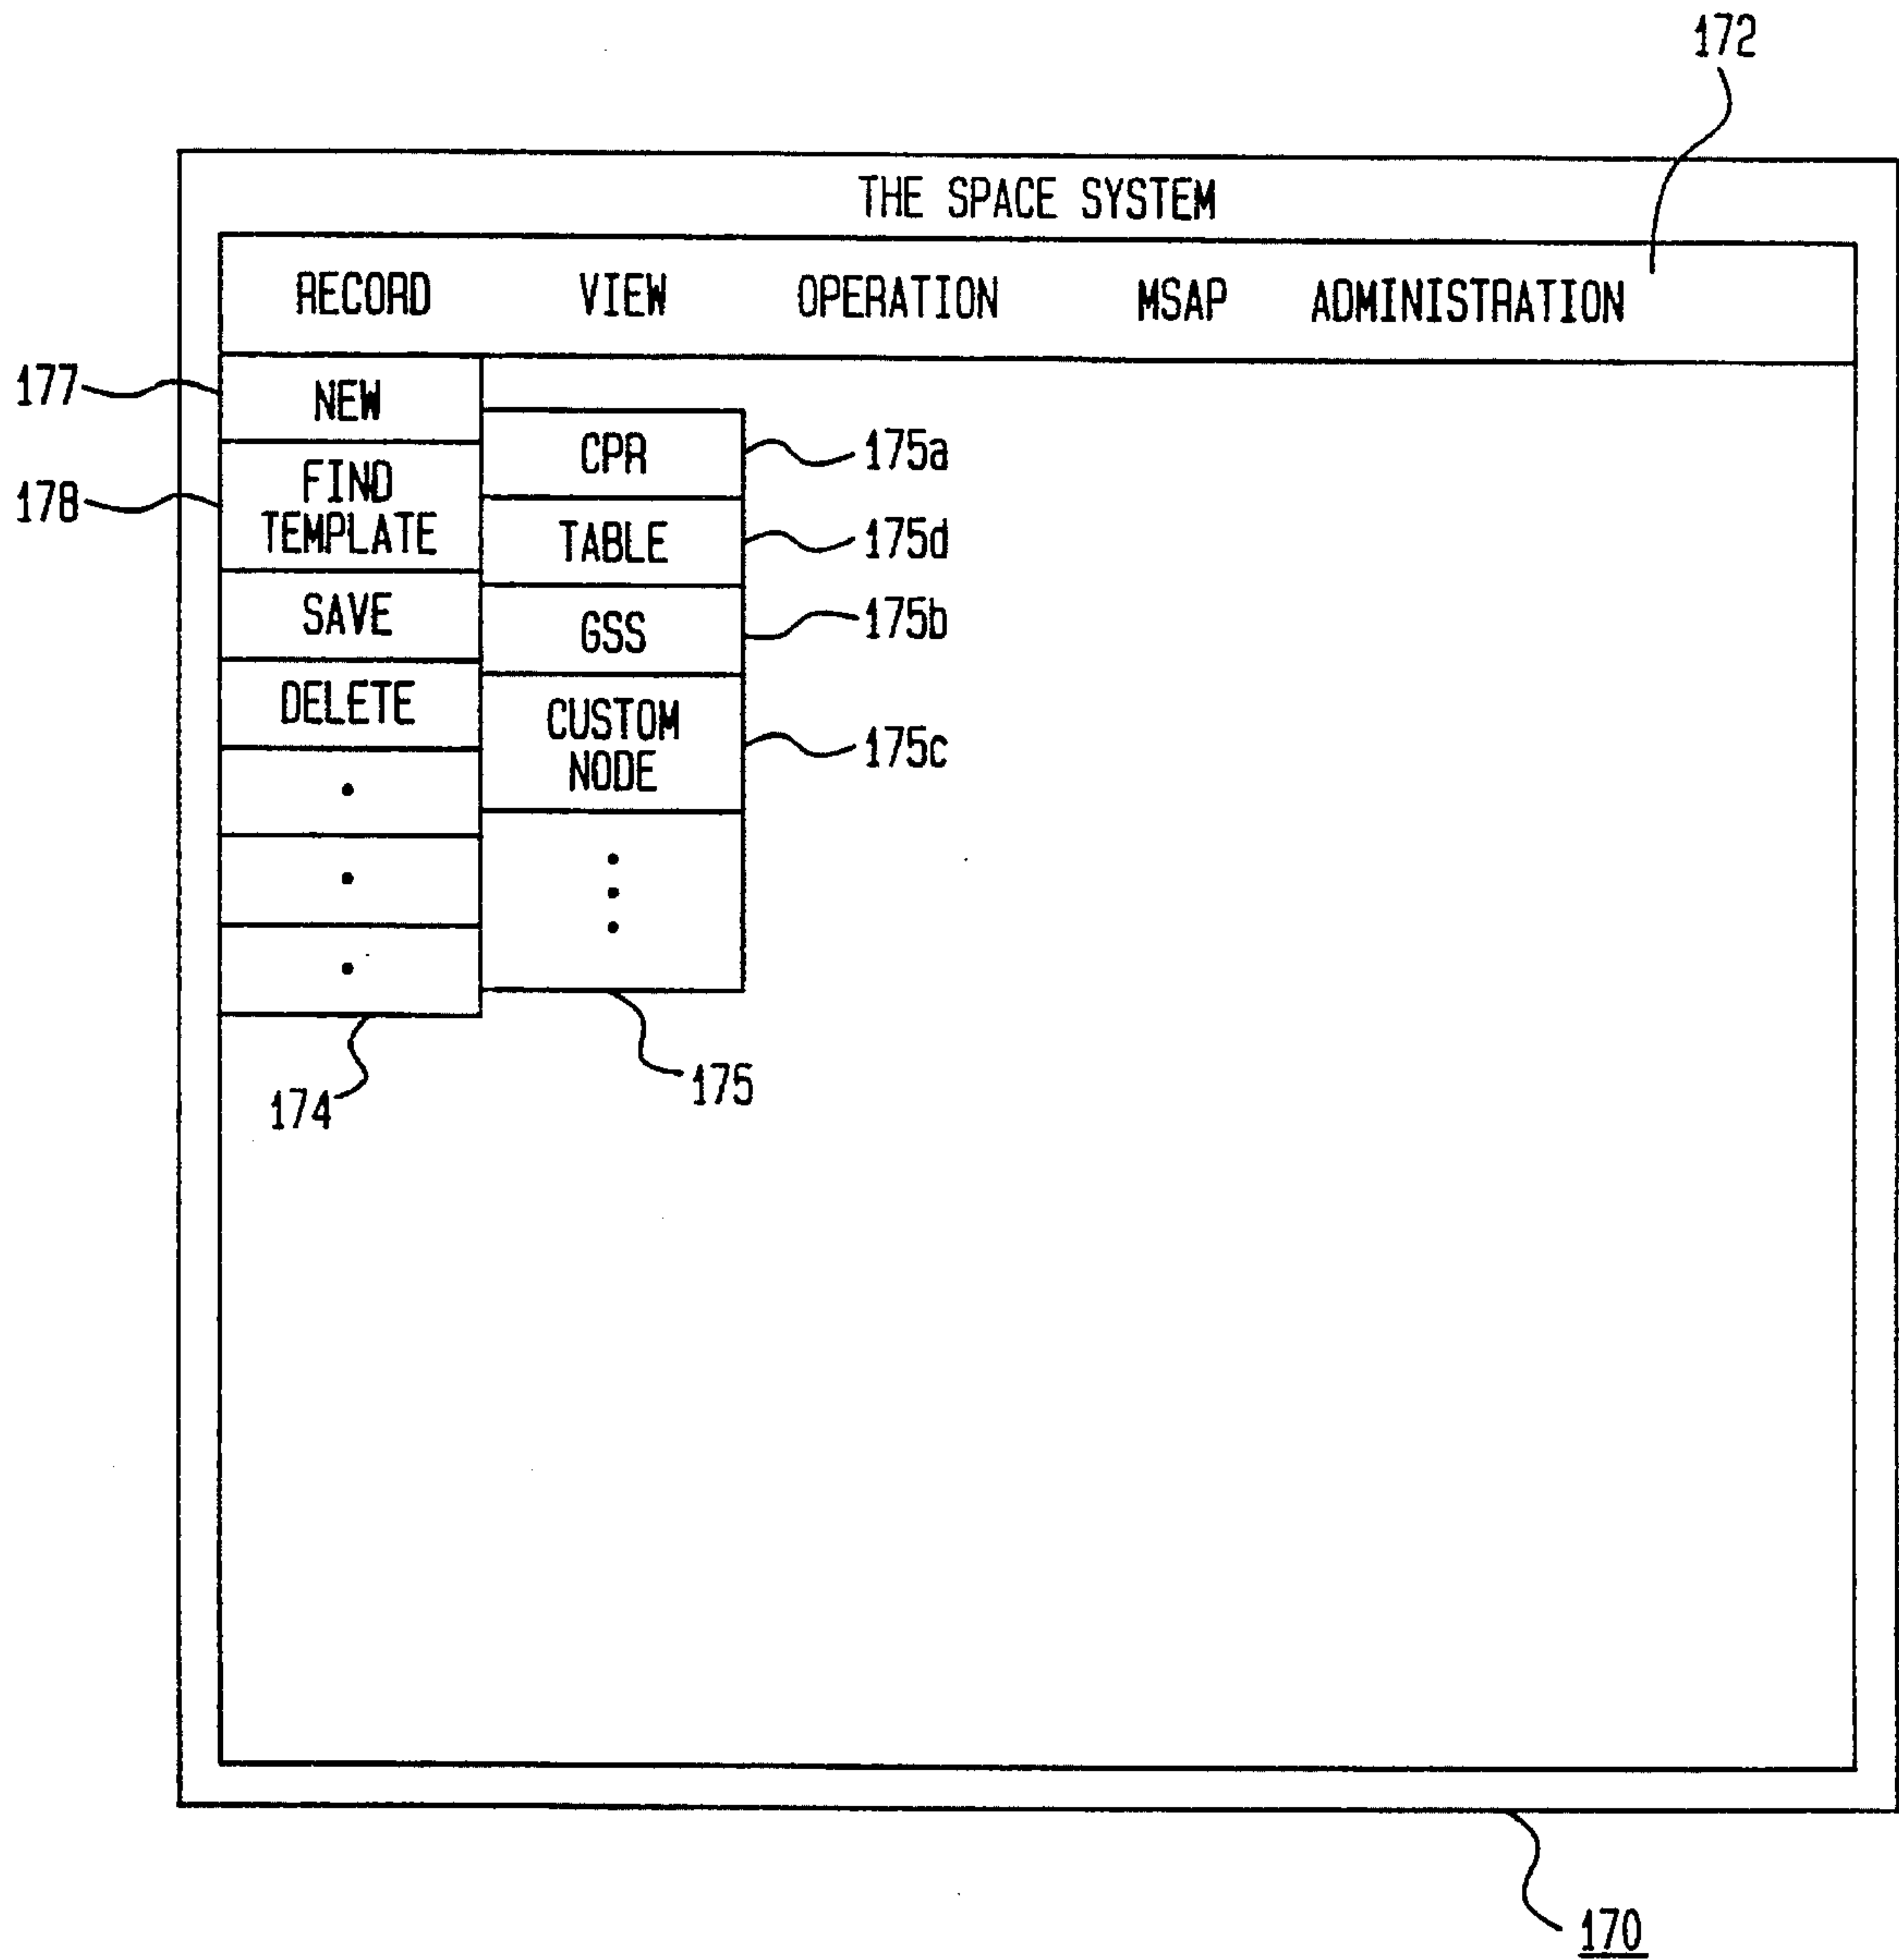 172
THE SPACE SYSTEM
RECORD VIEW OPERATION MSAP ADMINISTRATION
177
NEW
178
FIND
TEMPLATE
SAVE
DELETE
CPR
175a
TABLE
175d
GSS
175b
CUSTOM
NODE
175c
174
175
170